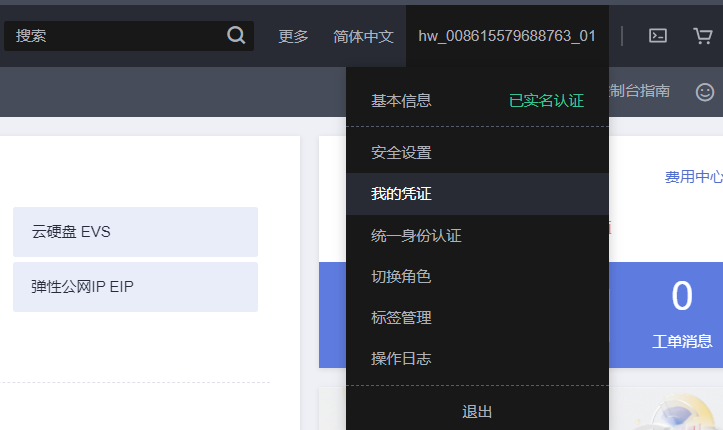 搜索
更多
简体中文
hw_008615579688763_01
制台指南
基本信息
已实名认证
安全设置
我的凭证
费用中心
统一身份认证
切换角色
标签管理
操作日志
退出
云硬盘 EVS
弹性公网IP EIP
0
工单消息